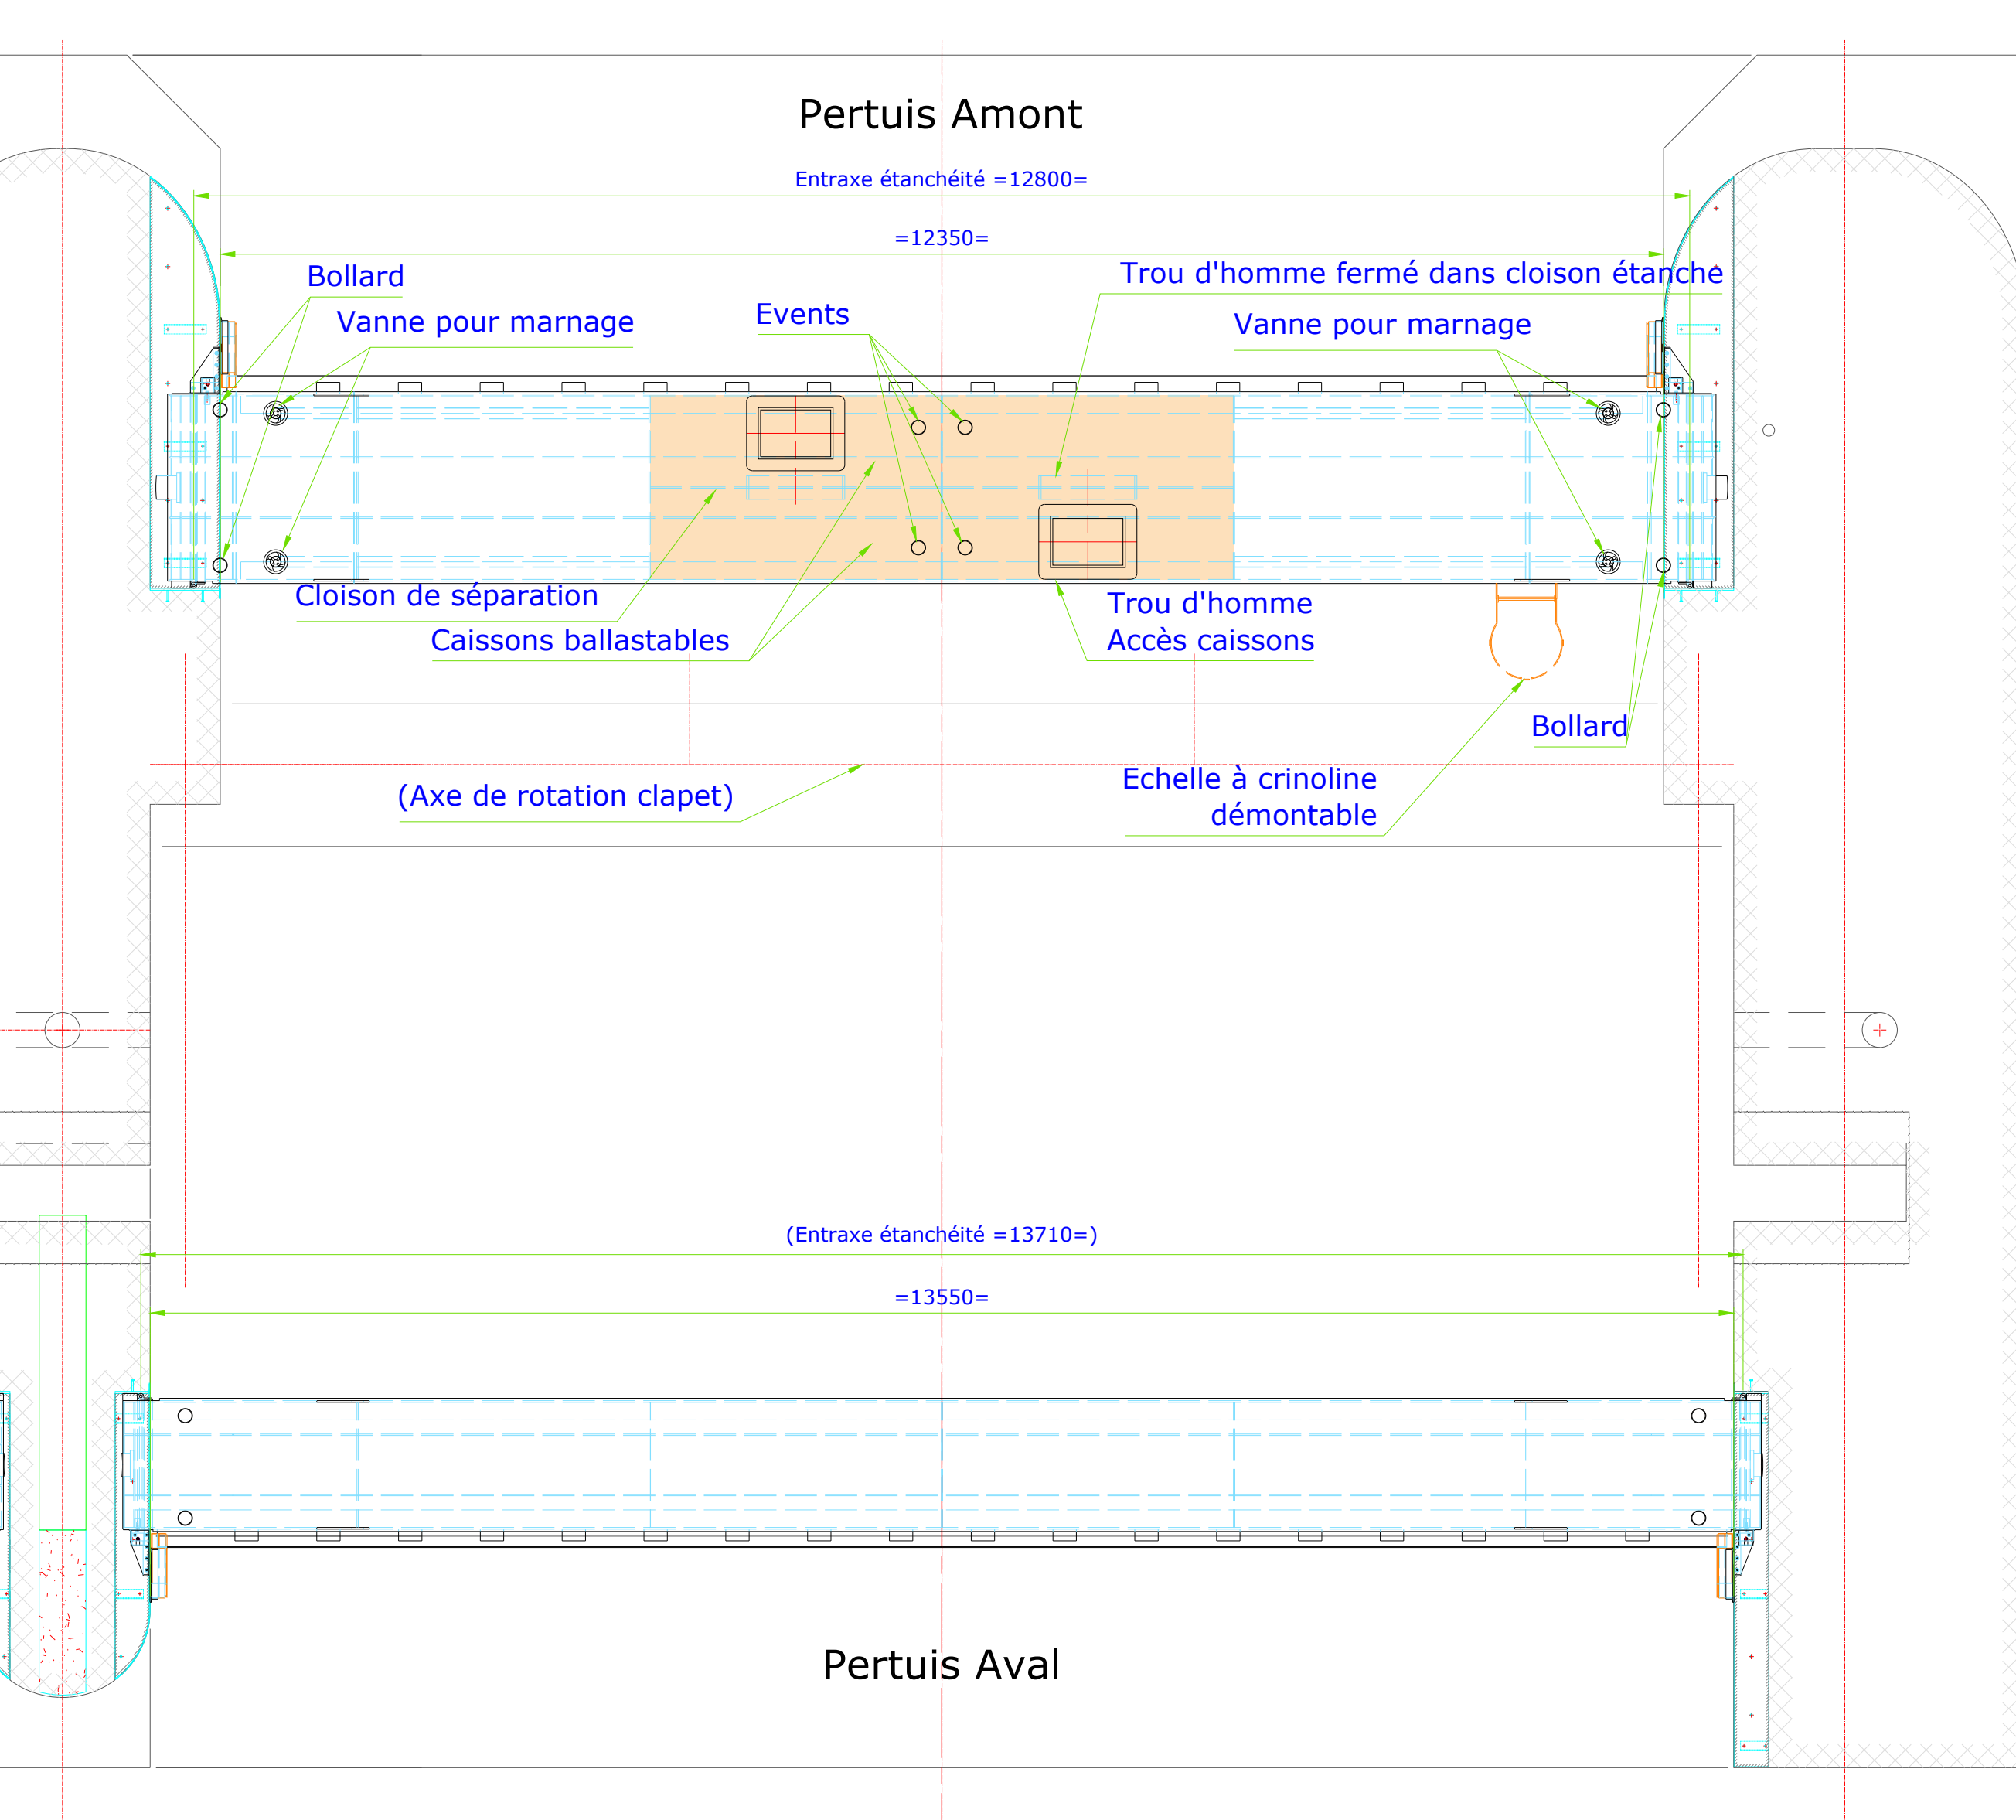 Pertuis Amont
Entraxe étanchéité =12800=
=12350=
Bollard
Trou d'homme fermé dans cloison étanche
Vanne pour marnage
Events
Vanne pour marnage
Cloison de séparation
Caissons ballastables
Trou d'homme
Accès caissons
Bollard
(Axe de rotation clapet)
Echelle à crinoline
démontable
(Entraxe étanchéité =13710=)
=13550=
Pertuis Aval